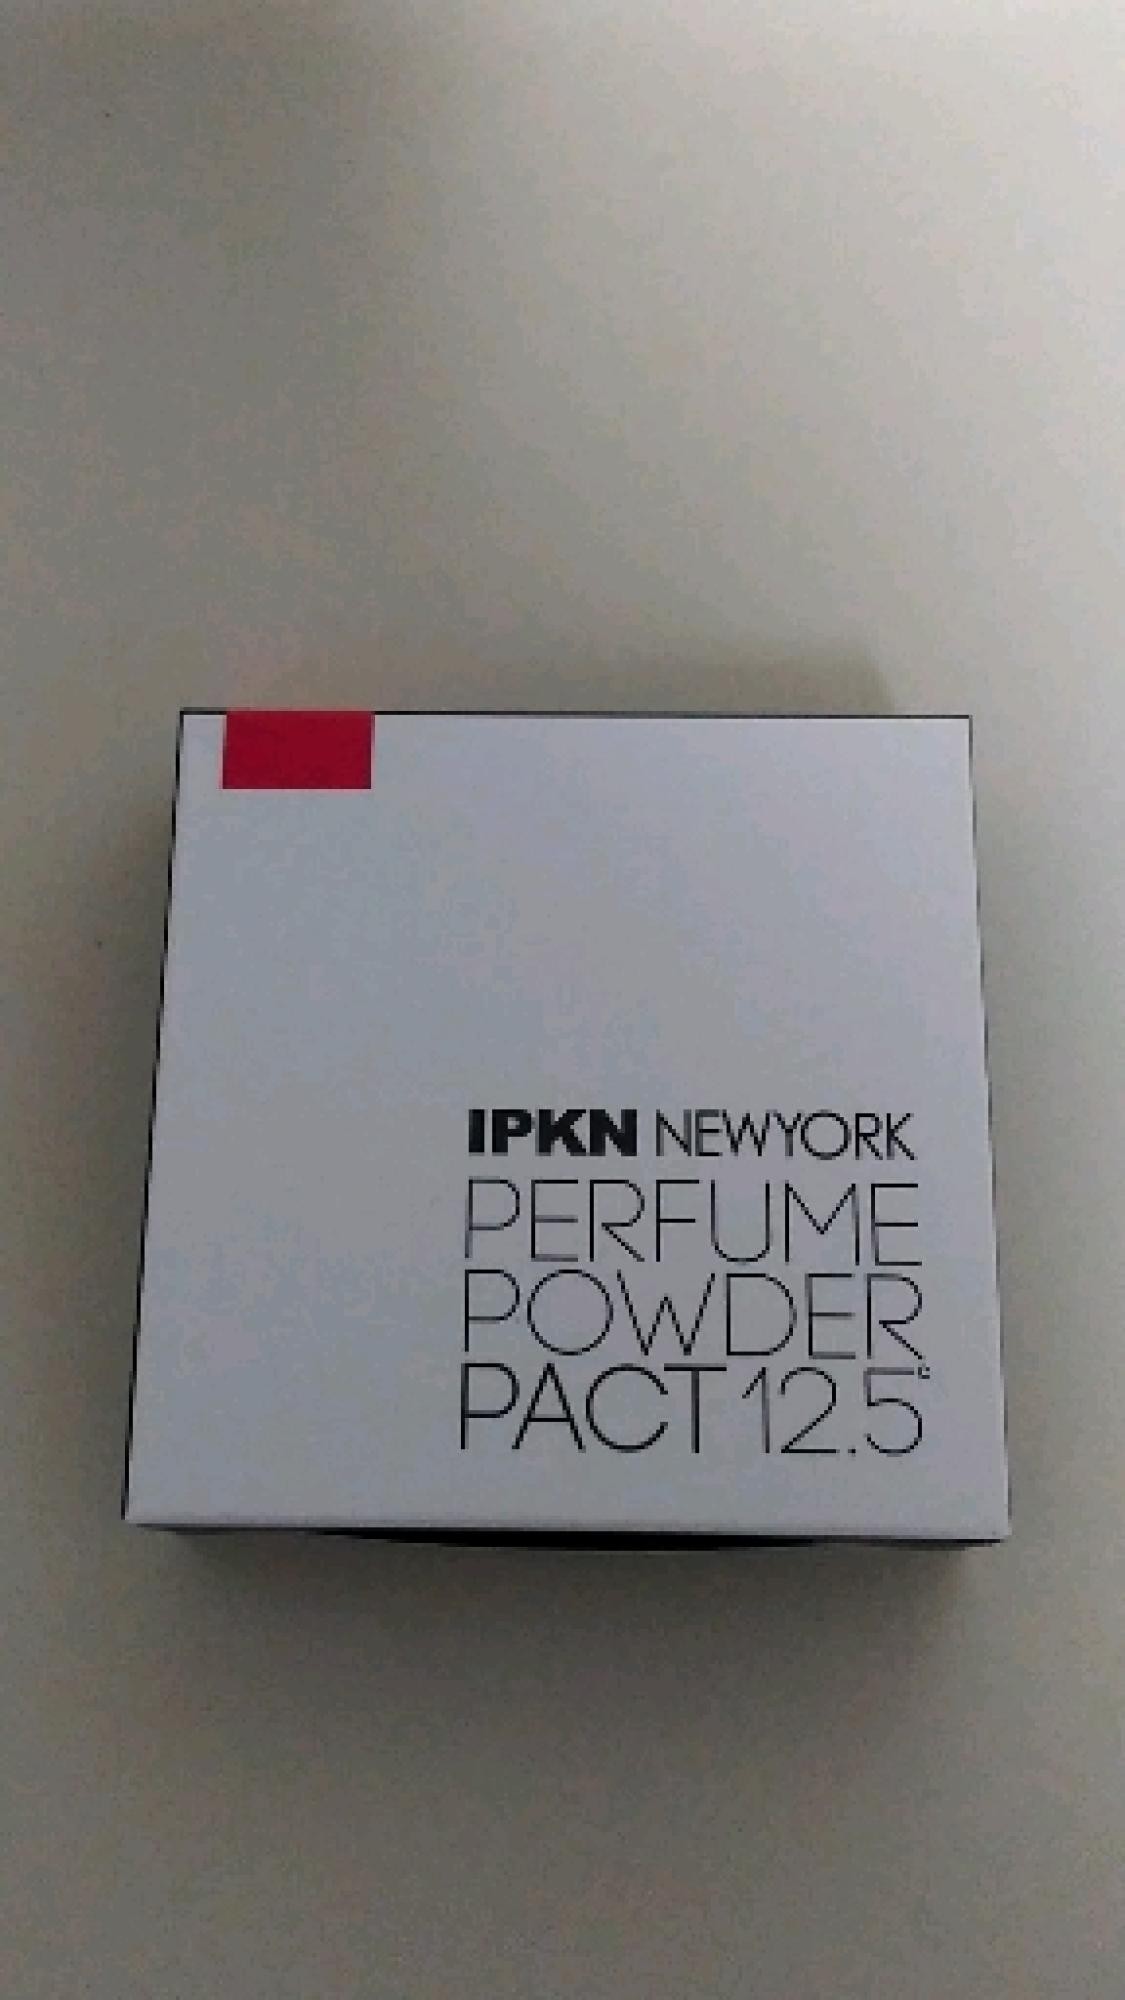 IPKN NEWYORK
PERFUME
POWDER
PACT 12.5°